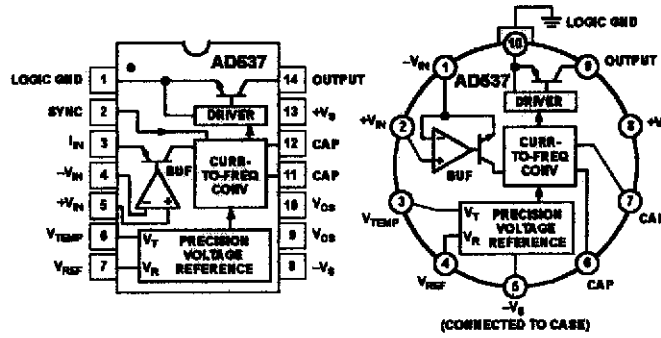 LOGIC GND 1
AD537
14 OUTPUT
SYNC 2
DRIVER
13 +VS
IIN 3
BUF
CURR-
TO-FREQ
CONV
12 CAP
–VIN 4
11 CAP
+VIN 5
10 VOS
VTEMP 6
VT
PRECISION
VOLTAGE
REFERENCE
9 VOS
VREF 7
VR
8 –VS
LOGIC GND
10
–VIN
1
AD537
OUTPUT
9
DRIVER
+VIN
2
8
+V
BUF
CURR-
TO-FREQ
CONV
7
CAP
3
VTEMP
VT
VR
PRECISION
VOLTAGE
REFERENCE
4
VREF
6
CAP
5
–VS
(CONNECTED TO CASE)